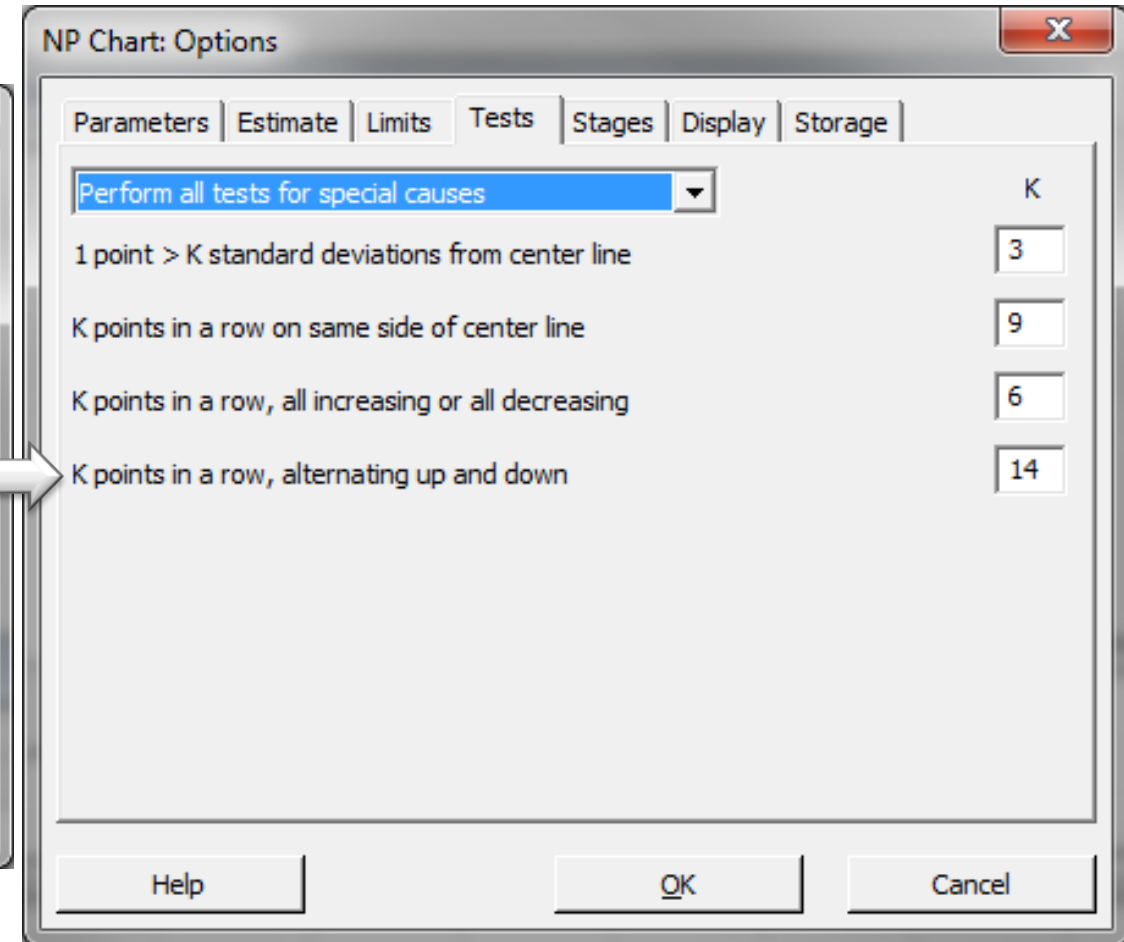 NP Chart: Options
Parameters Estimate Limits Tests Stages Display Storage
Perform all tests for special causes K
1 point > K standard deviations from center line 3
K points in a row on same side of center line 9
K points in a row, all increasing or all decreasing 6
K points in a row, alternating up and down 14
Help OK Cancel